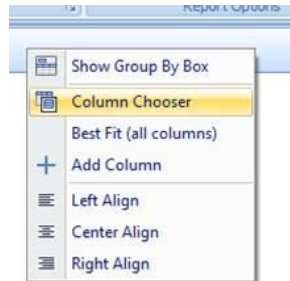 Report Options
Show Group By Box
Column Chooser
Best Fit (all columns)
Add Column
Left Align
Center Align
Right Align